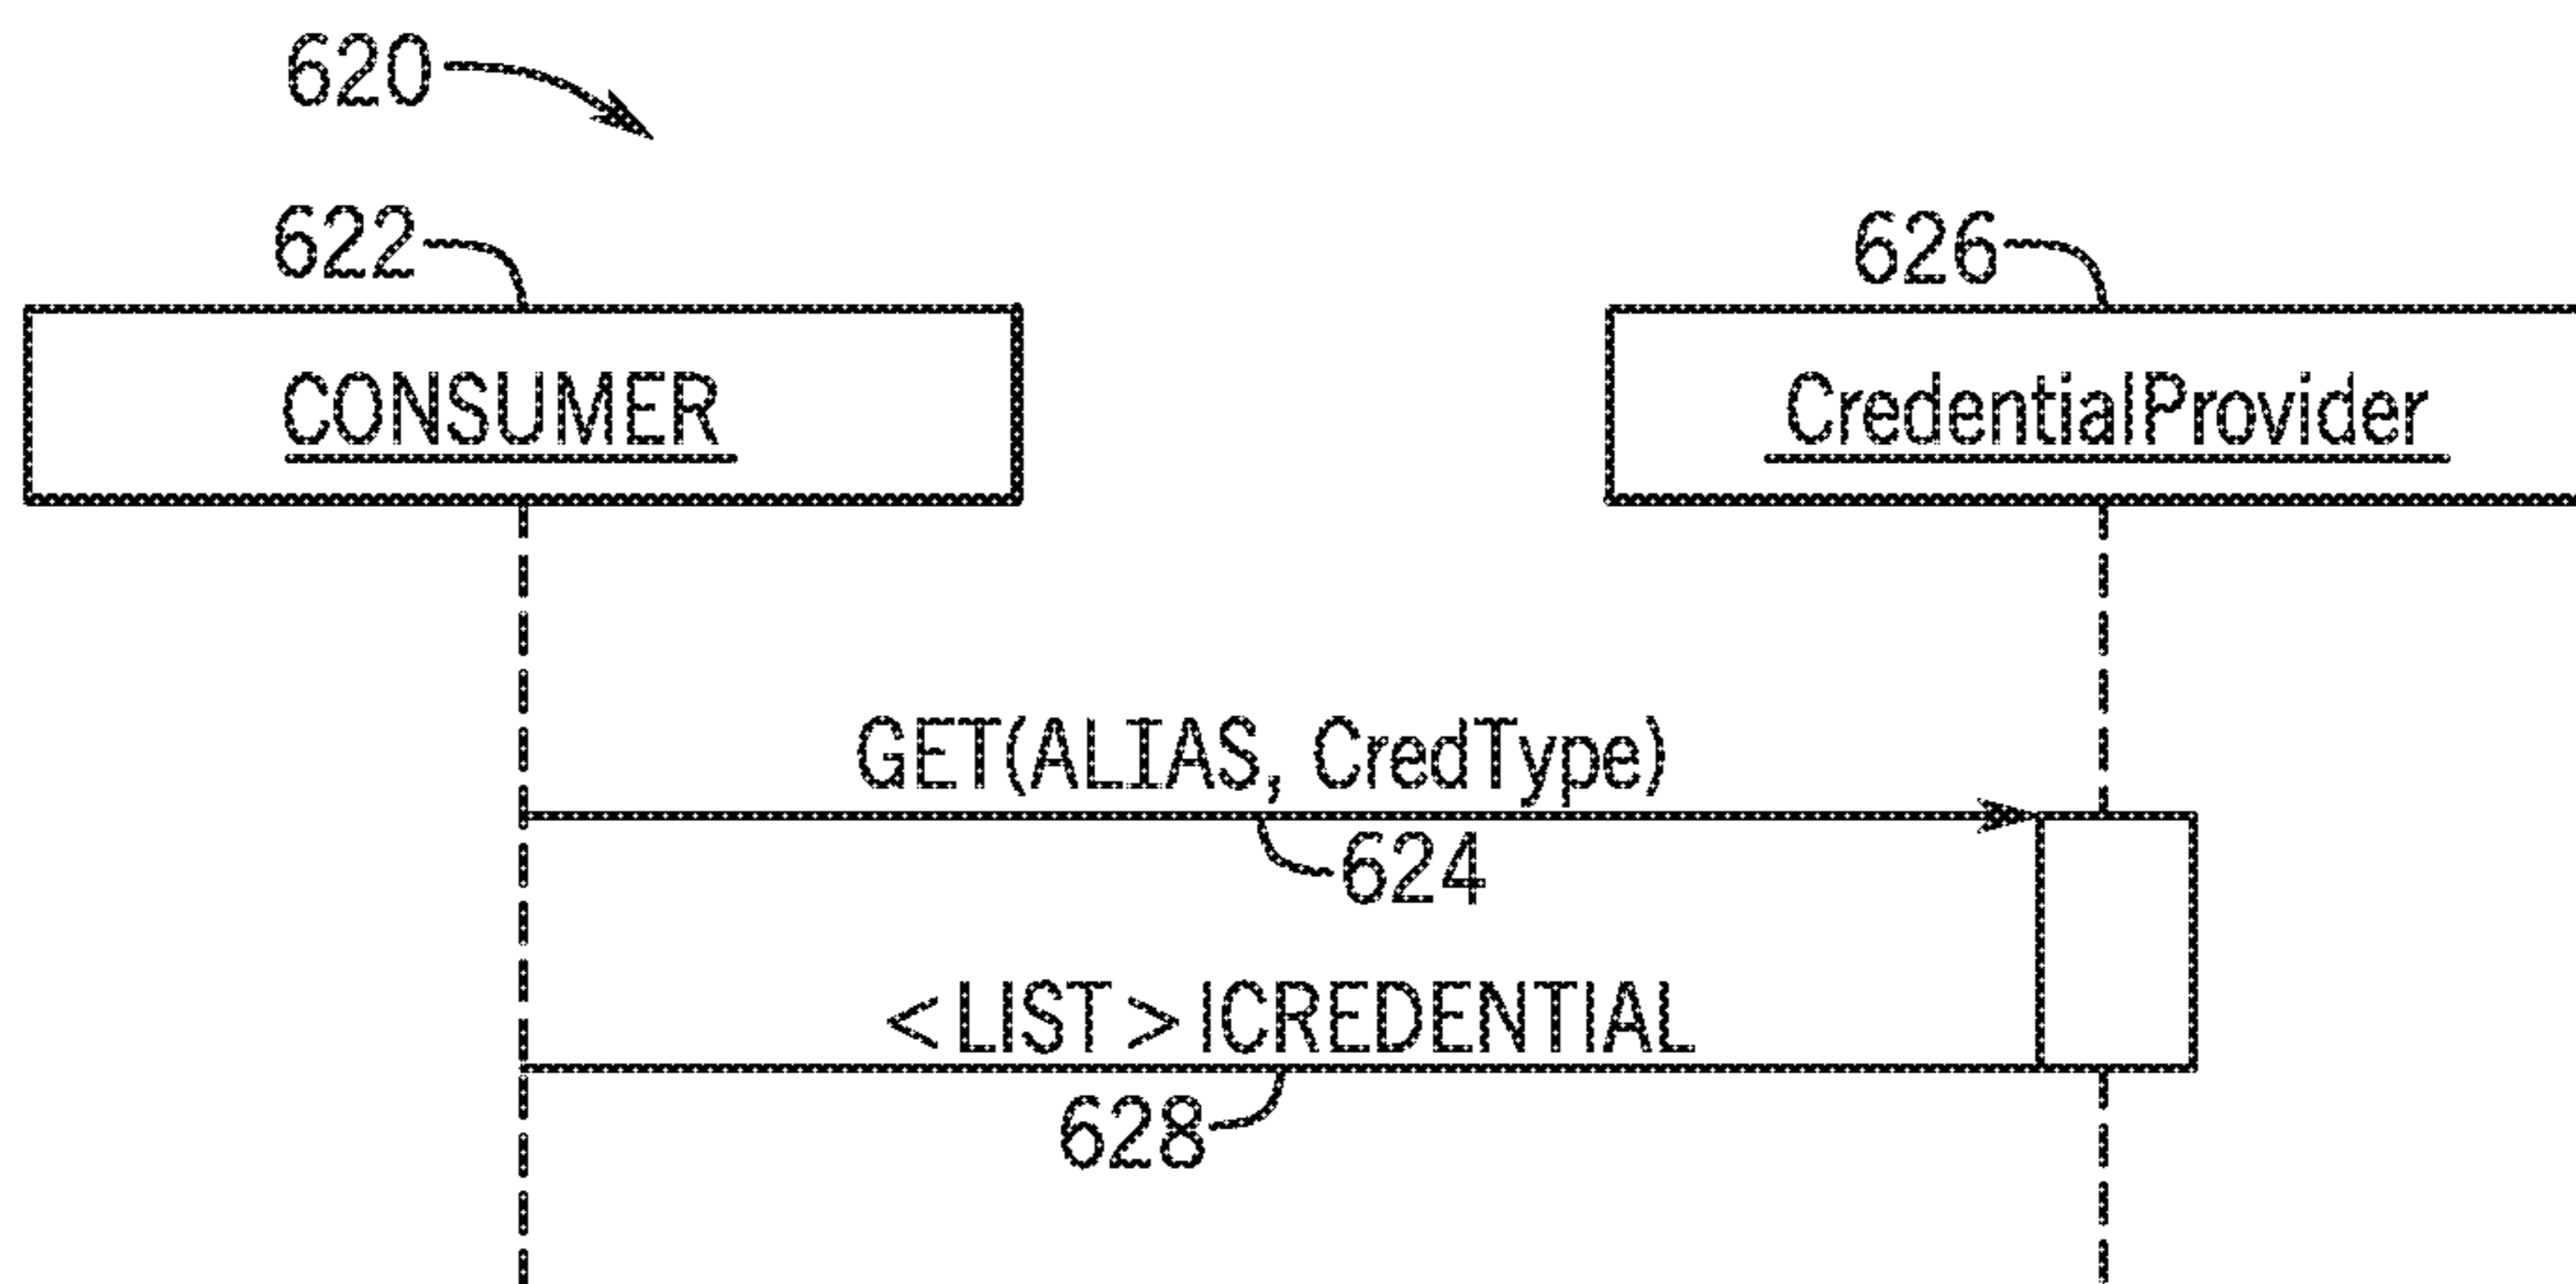 620
622
626
CONSUMER
CredentialProvider
GET(ALIAS, CredType)
624
<LIST>ICREDENTIAL
628